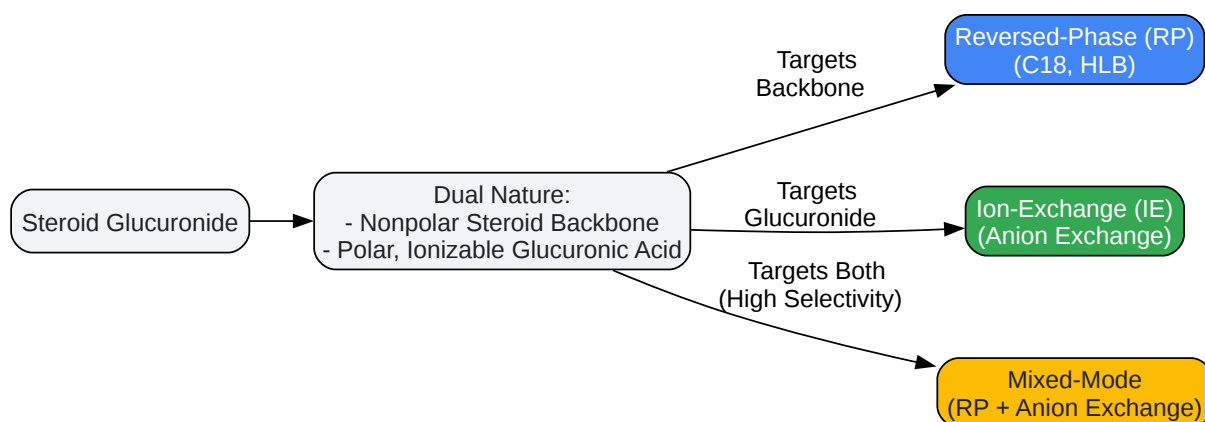 Steroid Glucuronide
Dual Nature:
- Nonpolar Steroid Backbone
- Polar, Ionizable Glucuronic Acid
Targets
Backbone
Reversed-Phase (RP)
(C18, HLB)
Targets
Glucuronide
Ion-Exchange (IE)
(Anion Exchange)
Targets Both
(High Selectivity)
Mixed-Mode
(RP + Anion Exchange)